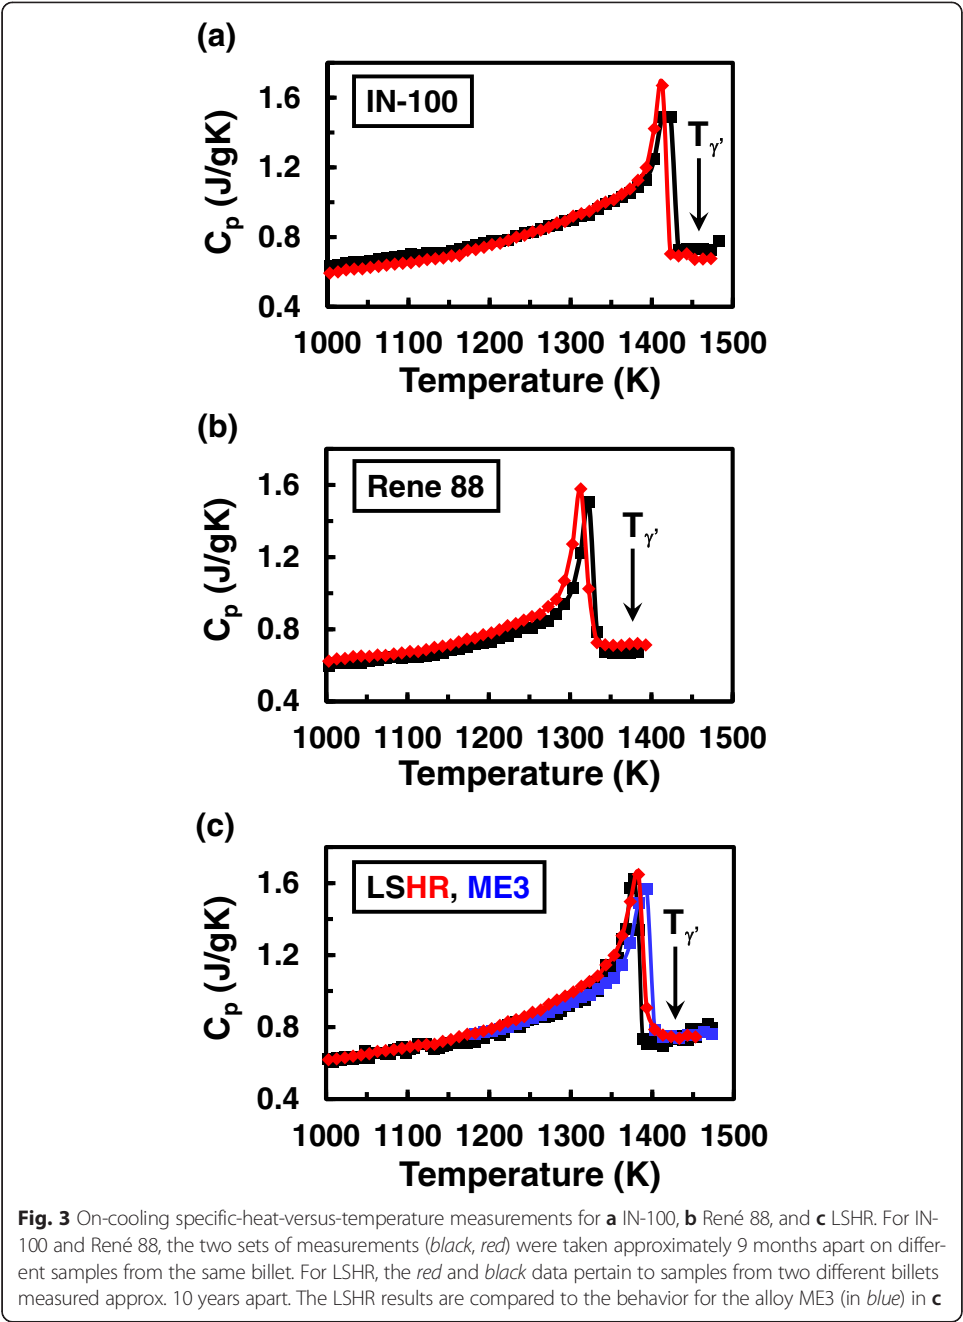 (a)
IN-100
Tγ'
Cp (J/gK)
1.6
1.2
0.8
0.4
1000 1100 1200 1300 1400 1500
Temperature (K)
(b)
Rene 88
Tγ'
Cp (J/gK)
1.6
1.2
0.8
0.4
1000 1100 1200 1300 1400 1500
Temperature (K)
(c)
LSHR, ME3
Tγ'
Cp (J/gK)
1.6
1.2
0.8
0.4
1000 1100 1200 1300 1400 1500
Temperature (K)
Fig. 3 On-cooling specific-heat-versus-temperature measurements for a IN-100, b René 88, and c LSHR. For IN-
100 and René 88, the two sets of measurements (black, red) were taken approximately 9 months apart on differ-
ent samples from the same billet. For LSHR, the red and black data pertain to samples from two different billets
measured approx. 10 years apart. The LSHR results are compared to the behavior for the alloy ME3 (in blue) in c